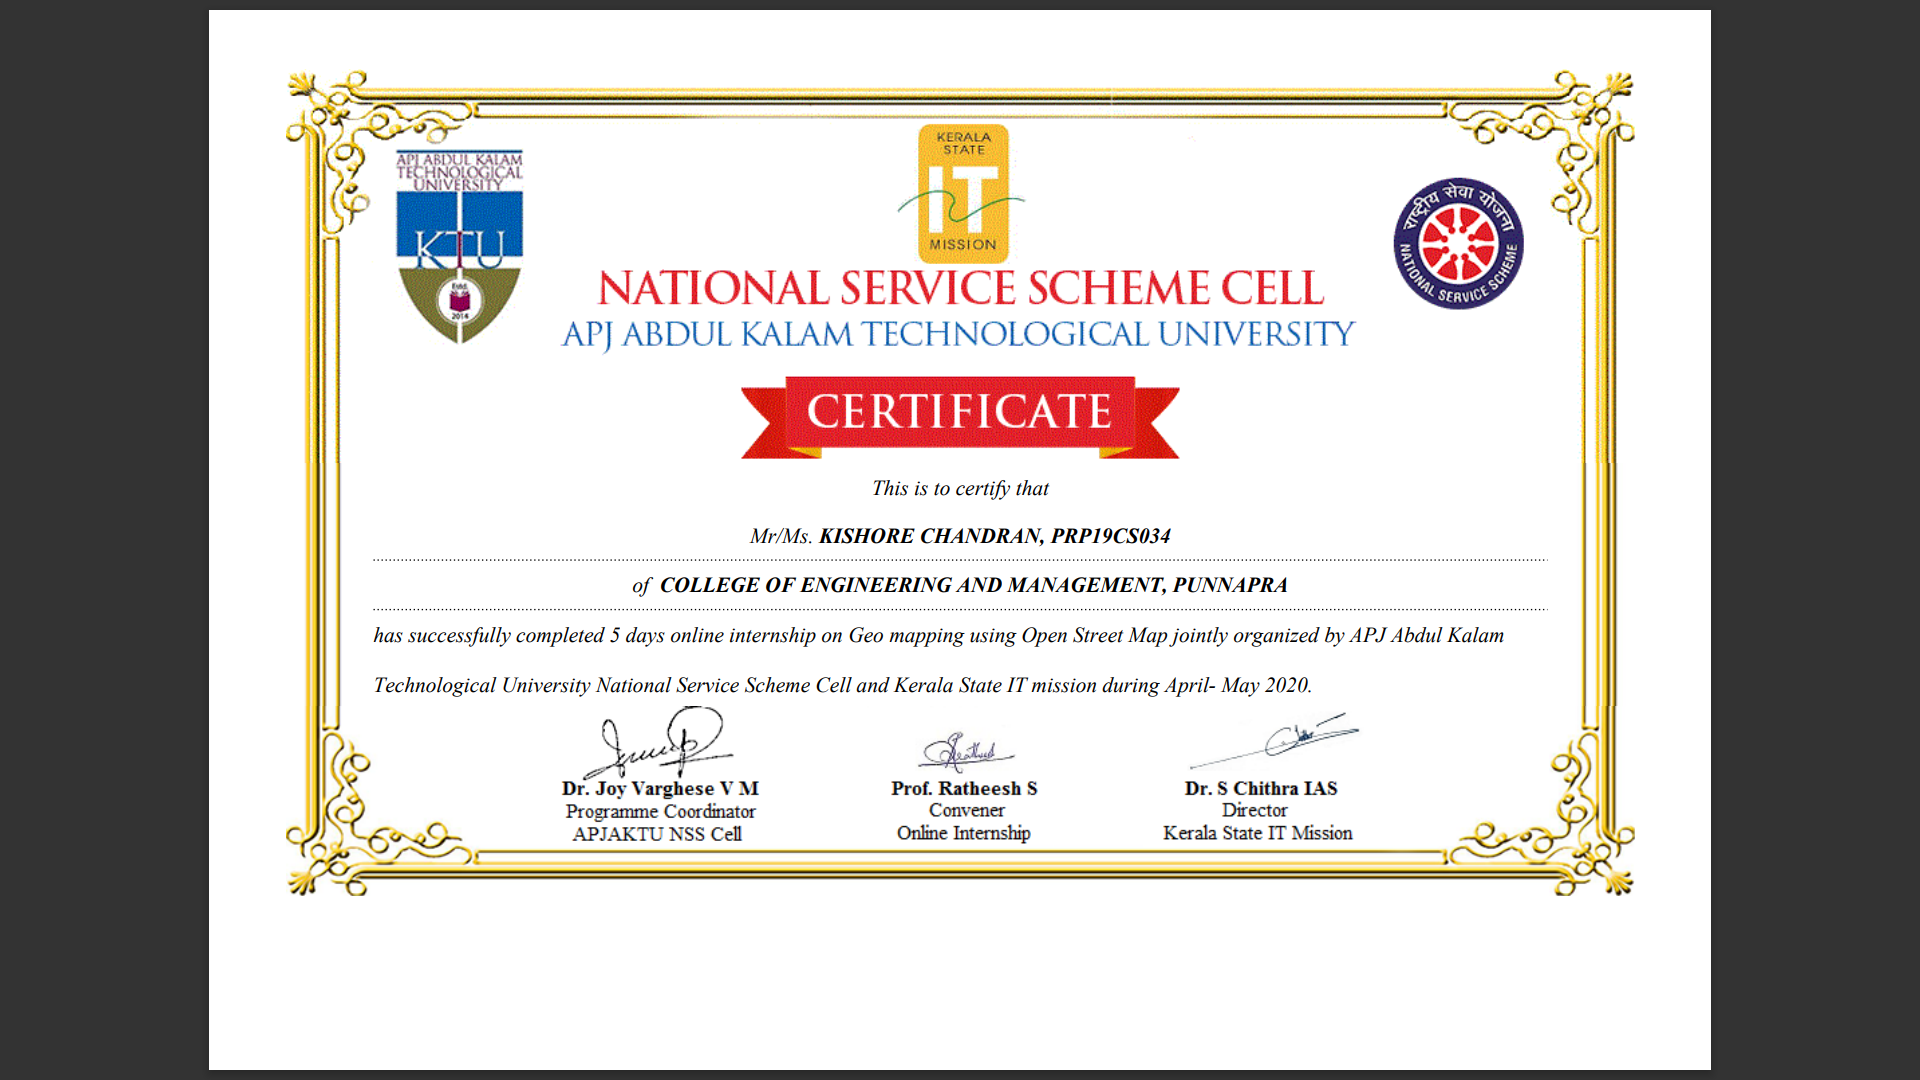 APJ ABDUL KALAM
TECHNOLOGICAL
UNIVERSITY
KTU
Estd.
2014
KERALA
STATE
IT
MISSION
राष्ट्रीय सेवा योजना
NATIONAL SERVICE SCHEME
NATIONAL SERVICE SCHEME CELL
APJ ABDUL KALAM TECHNOLOGICAL UNIVERSITY
CERTIFICATE
This is to certify that
Mr/Ms. KISHORE CHANDRAN, PRP19CS034
of COLLEGE OF ENGINEERING AND MANAGEMENT, PUNNAPRA
has successfully completed 5 days online internship on Geo mapping using Open Street Map jointly organized by APJ Abdul Kalam
Technological University National Service Scheme Cell and Kerala State IT mission during April- May 2020.
Dr. Joy Varghese V M
Programme Coordinator
APJAKTU NSS Cell
Prof. Ratheesh S
Convener
Online Internship
Dr. S Chithra IAS
Director
Kerala State IT Mission